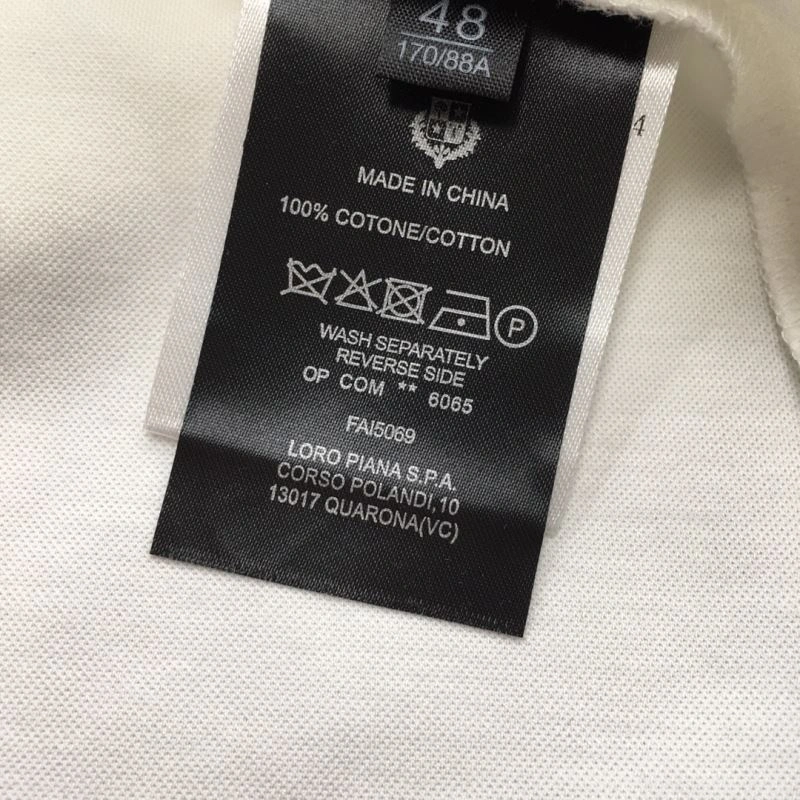 48
170/88A
4
MADE IN CHINA
100% COTONE/COTTON
P
WASH SEPARATELY
REVERSE SIDE
OP COM ** 6065
FAI5069
LORO PIANA S.P.A.
CORSO POLANDI,10
13017 QUARONA(VC)